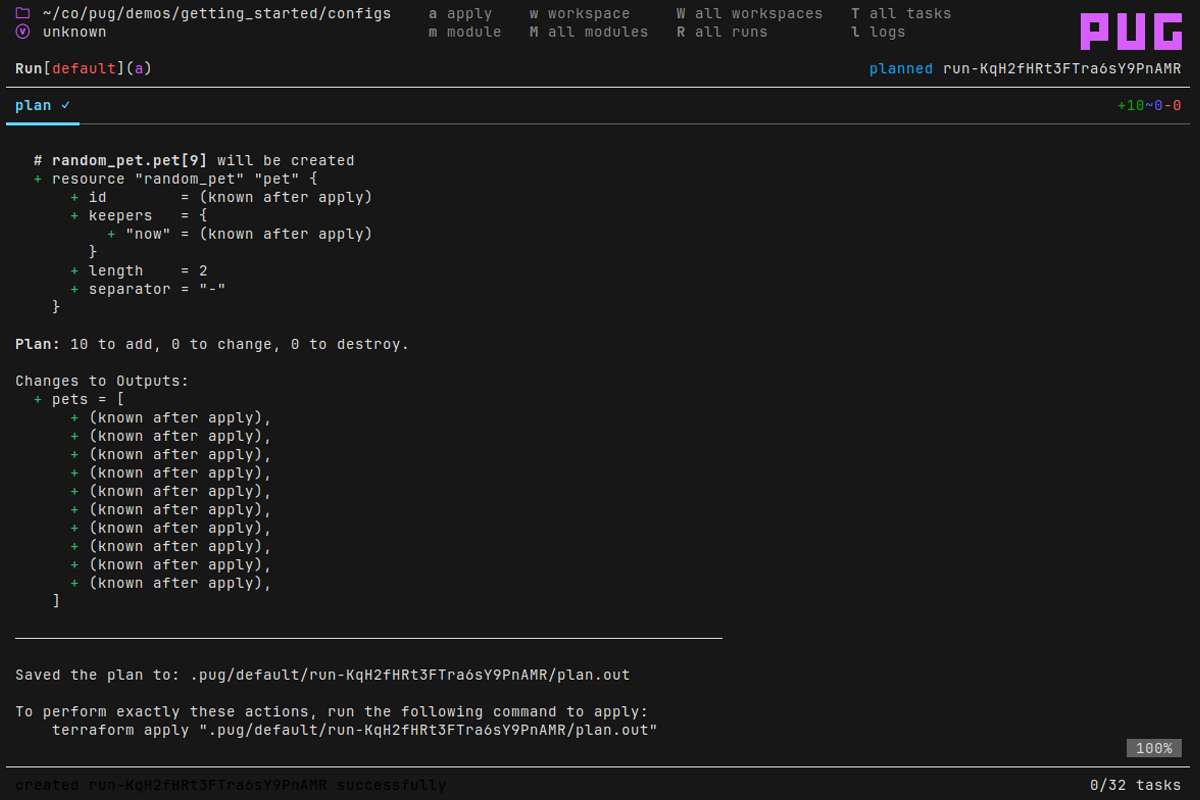 ~/co/pug/demos/getting_started/configs a apply w workspace W all workspaces T all tasks
unknown m module M all modules R all runs l logs
PUG
Run[default](a) planned run-KqH2fHRt3FTra6sY9PnAMR
plan ✓ +10~0-0
# random_pet.pet[9] will be created
+ resource "random_pet" "pet" {
+ id = (known after apply)
+ keepers = {
+ "now" = (known after apply)
}
+ length = 2
+ separator = "-"
}
Plan: 10 to add, 0 to change, 0 to destroy.
Changes to Outputs:
+ pets = [
+ (known after apply),
+ (known after apply),
+ (known after apply),
+ (known after apply),
+ (known after apply),
+ (known after apply),
+ (known after apply),
+ (known after apply),
+ (known after apply),
+ (known after apply),
]
Saved the plan to: .pug/default/run-KqH2fHRt3FTra6sY9PnAMR/plan.out
To perform exactly these actions, run the following command to apply:
terraform apply ".pug/default/run-KqH2fHRt3FTra6sY9PnAMR/plan.out"
100%
created run-KqH2fHRt3FTra6sY9PnAMR successfully 0/32 tasks